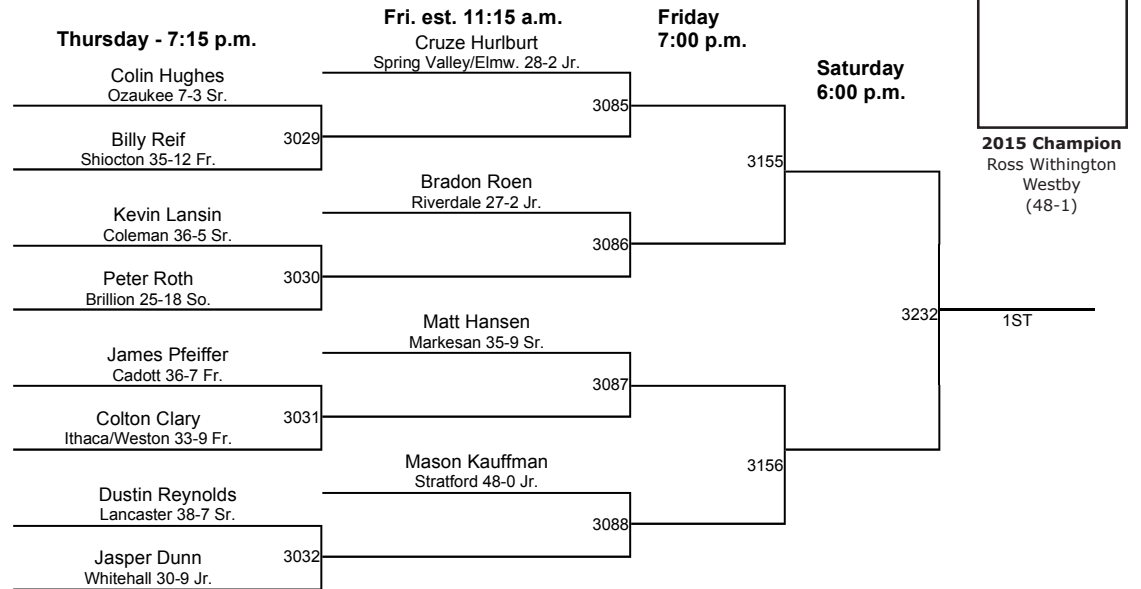 Thursday - 7:15 p.m.
Fri. est. 11:15 a.m.
Friday
7:00 p.m.
Saturday
6:00 p.m.
Colin Hughes
Ozaukee 7-3 Sr.
3029
Billy Reif
Shiocton 35-12 Fr.
Kevin Lansin
Coleman 36-5 Sr.
3030
Peter Roth
Brillion 25-18 So.
James Pfeiffer
Cadott 36-7 Fr.
3031
Colton Clary
Ithaca/Weston 33-9 Fr.
Dustin Reynolds
Lancaster 38-7 Sr.
3032
Jasper Dunn
Whitehall 30-9 Jr.
Cruze Hurlburt
Spring Valley/Elmw. 28-2 Jr.
3085
Bradon Roen
Riverdale 27-2 Jr.
3086
Matt Hansen
Markesan 35-9 Sr.
3087
Mason Kauffman
Stratford 48-0 Jr.
3088
3155
3156
3232
1ST
2015 Champion
Ross Withington
Westby
(48-1)